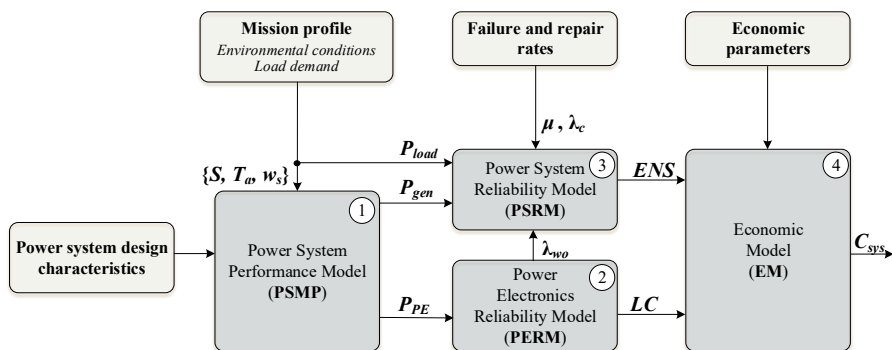 Mission profile
Environmental conditions
Load demand
Failure and repair
rates
Economic
parameters
μ , λc
Pload
{S, Ta, ws}
Pgen
1
Power System
Performance Model
(PSMP)
Power system design
characteristics
3
Power System
Reliability Model
(PSRM)
ENS
λwo
PPE
2
Power
Electronics
Reliability Model
(PERM)
LC
4
Economic
Model
(EM)
Csys